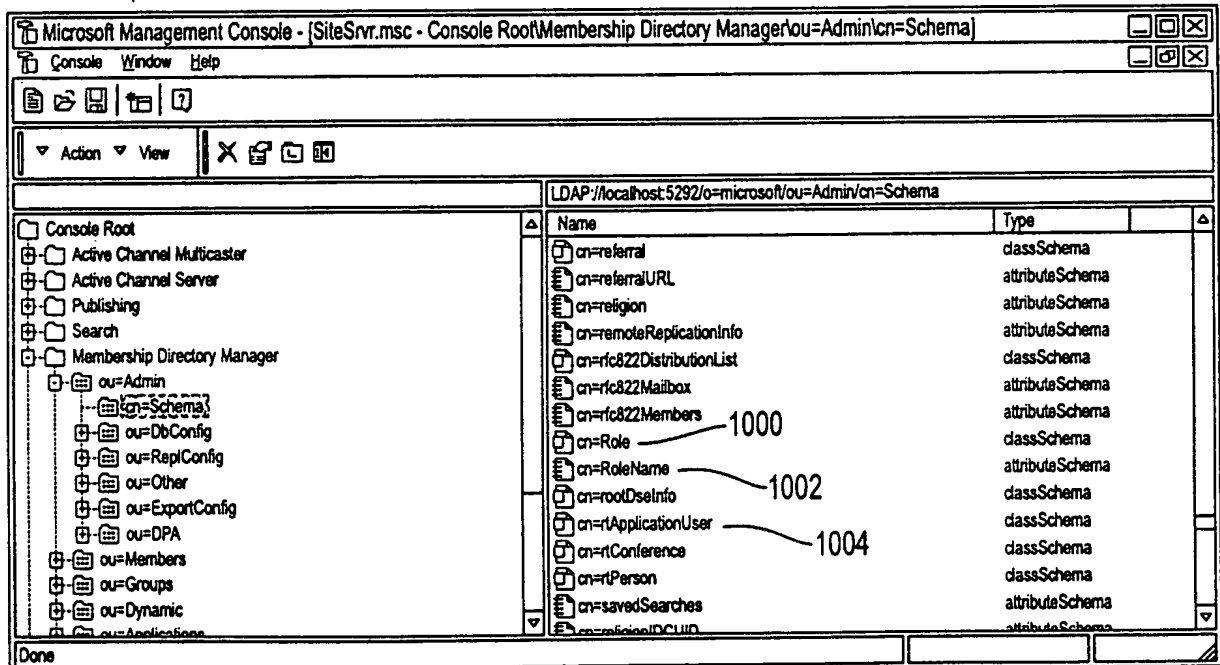 Microsoft Management Console - [SiteSrvr.msc - Console Root\Membership Directory Manager\ou=Admin\cn=Schema]
Console Window Help
Action View
LDAP://localhost:5292/o=microsoft/ou=Admin/cn=Schema
Console Root
Active Channel Multicaster
Active Channel Server
Publishing
Search
Membership Directory Manager
ou=Admin
cn=Schema
ou=DbConfig
ou=ReplConfig
ou=Other
ou=ExportConfig
ou=DPA
ou=Members
ou=Groups
ou=Dynamic
ou=Applications
Name Type
cn=referral classSchema
cn=referralURL attributeSchema
cn=religion attributeSchema
cn=remoteReplicationInfo attributeSchema
cn=rfc822DistributionList classSchema
cn=rfc822Mailbox attributeSchema
cn=rfc822Members attributeSchema
cn=Role classSchema
1000
cn=RoleName attributeSchema
1002
cn=rootDseInfo classSchema
cn=rtApplicationUser classSchema
1004
cn=rtConference classSchema
cn=rtPerson classSchema
cn=savedSearches attributeSchema
attributeSchema
Done